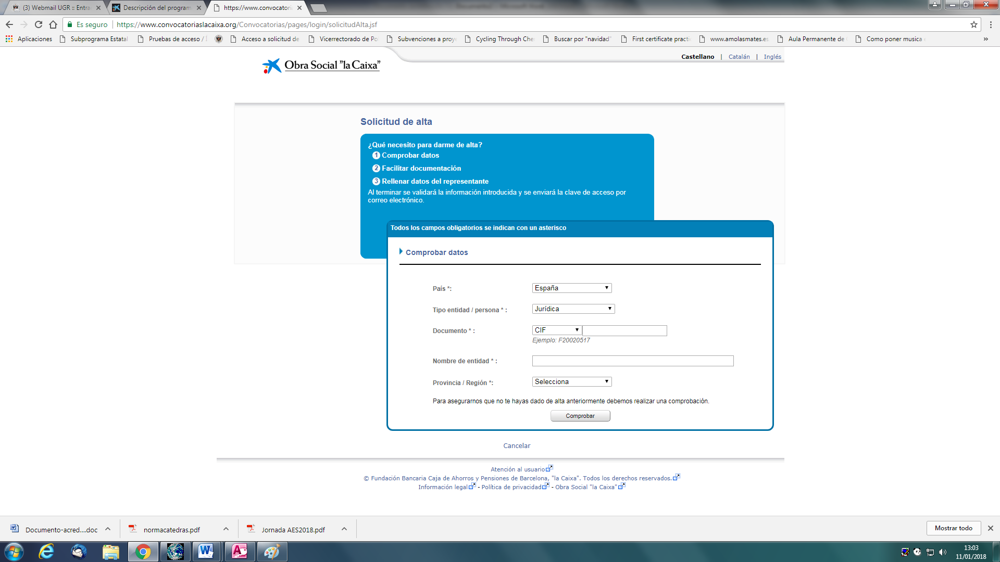 (3) Webmail UGR :: Entra
Descripción del program
https://www.convocatoria
Es seguro
https://www.convocatoriaslacaixa.org/Convocatorias/pages/login/solicitudAlta.jsf
Aplicaciones
Subprograma Estatal
Pruebas de acceso /
Acceso a solicitud de
Vicerrectorado de Po
Subvenciones a proye
Cycling Through Che
Buscar por "navidad"
First certificate practi
www.amolasmates.es
Aula Permanente de
Como poner musica
»
Obra Social "la Caixa"
Castellano | Catalán | Inglés
Solicitud de alta
¿Qué necesito para darme de alta?
1 Comprobar datos
2 Facilitar documentación
3 Rellenar datos del representante
Al terminar se validará la información introducida y se enviará la clave de acceso por
correo electrónico.
Todos los campos obligatorios se indican con un asterisco
Comprobar datos
País *: España
Tipo entidad / persona * : Jurídica
Documento * : CIF
Ejemplo: F20020517
Nombre de entidad * :
Provincia / Región *: Selecciona
Para asegurarnos que no te hayas dado de alta anteriormente debemos realizar una comprobación.
Comprobar
Cancelar
Atención al usuario
© Fundación Bancaria Caja de Ahorros y Pensiones de Barcelona, "la Caixa". Todos los derechos reservados.
Información legal - Política de privacidad - Obra Social "la Caixa"
Documento-acred....doc
normacatedras.pdf
Jornada AES2018.pdf
Mostrar todo
13:03
11/01/2018